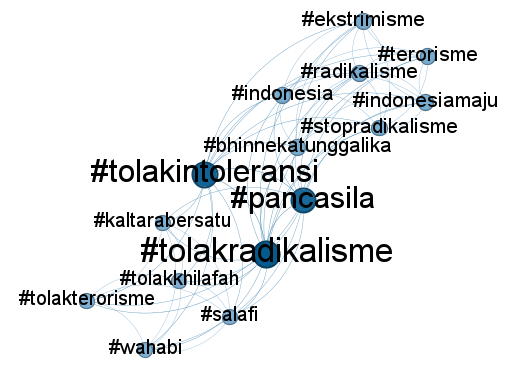 #ekstrimisme
#terorisme
#radikalisme
#indonesia
#indonesiamaju
#stopradikalisme
#bhinnekatunggalika
#tolakintoleransi
#pancasila
#kaltarabersatu
#tolakradikalisme
#tolakkhilafah
#tolakterorisme
#salafi
#wahabi